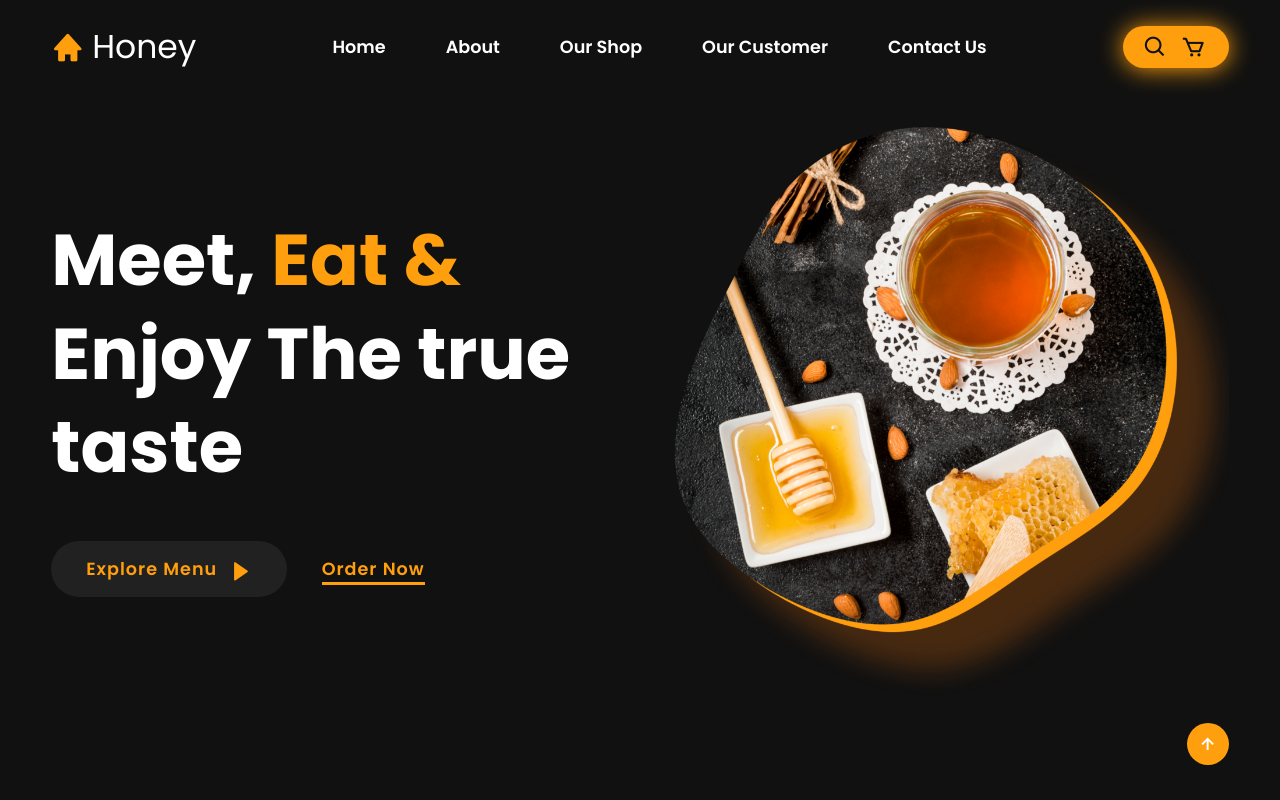 Honey
Home
About
Our Shop
Our Customer
Contact Us
Meet, Eat &
Enjoy The true
taste
Explore Menu
Order Now